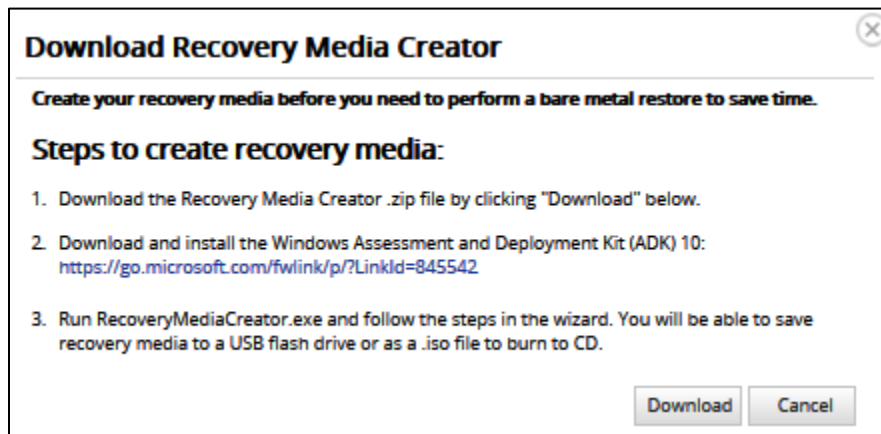 Download Recovery Media Creator
Create your recovery media before you need to perform a bare metal restore to save time.
Steps to create recovery media:
1. Download the Recovery Media Creator .zip file by clicking "Download" below.
2. Download and install the Windows Assessment and Deployment Kit (ADK) 10:
https://go.microsoft.com/fwlink/p/?LinkId=845542
3. Run RecoveryMediaCreator.exe and follow the steps in the wizard. You will be able to save
recovery media to a USB flash drive or as a .iso file to burn to CD.
Download Cancel